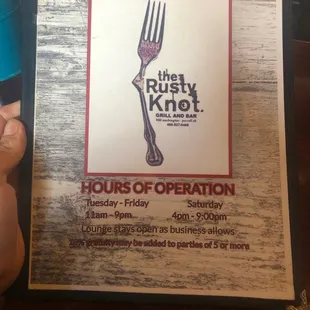 the
Rusty
Knot.
GRILL AND BAR
HOURS OF OPERATION
Tuesday - Friday Saturday
11am - 9pm 4pm - 9:00pm
Lounge stays open as business allows
gratuity may be added to parties of 5 or more